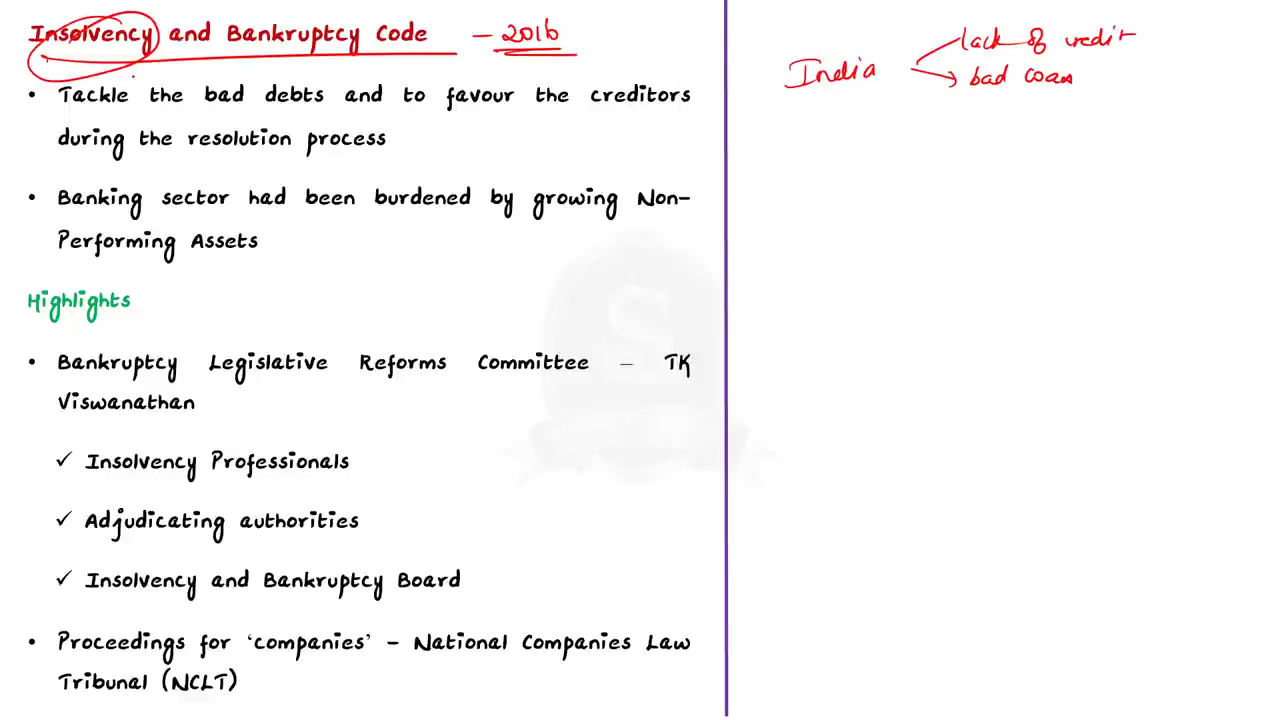 Insolvency and Bankruptcy Code - 2016
• Tackle the bad debts and to favour the creditors
during the resolution process
• Banking sector had been burdened by growing Non-
Performing Assets
Highlights
• Bankruptcy Legislative Reforms Committee – TK
Viswanathan
✓ Insolvency Professionals
✓ Adjudicating authorities
✓ Insolvency and Bankruptcy Board
• Proceedings for ‘companies’ – National Companies Law
Tribunal (NCLT)
lack of credit
India
bad